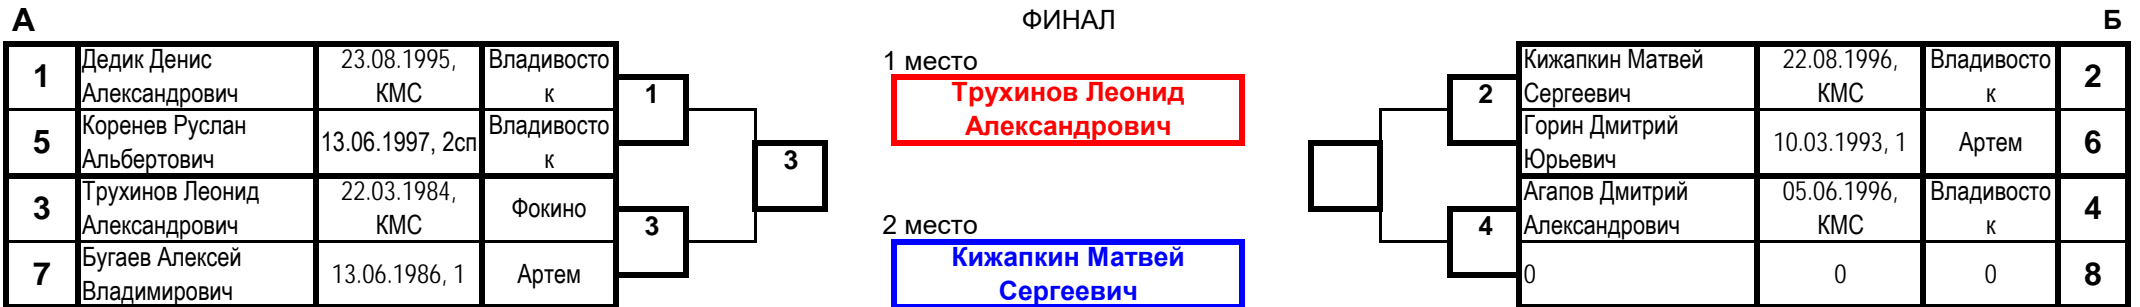 А
ФИНАЛ
Б
1
Дедик Денис
Александрович
23.08.1995,
КМС
Владивосто
к
5
Коренев Руслан
Альбертович
13.06.1997, 2сп
Владивосто
к
3
Трухинов Леонид
Александрович
22.03.1984,
КМС
Фокино
7
Бугаев Алексей
Владимирович
13.06.1986, 1
Артем
1
3
3
1 место
Трухинов Леонид
Александрович
2 место
Кижапкин Матвей
Сергеевич
2
4
Кижапкин Матвей
Сергеевич
22.08.1996,
КМС
Владивосто
к
2
Горин Дмитрий
Юрьевич
10.03.1993, 1
Артем
6
Агапов Дмитрий
Александрович
05.06.1996,
КМС
Владивосто
к
4
0
0
0
8